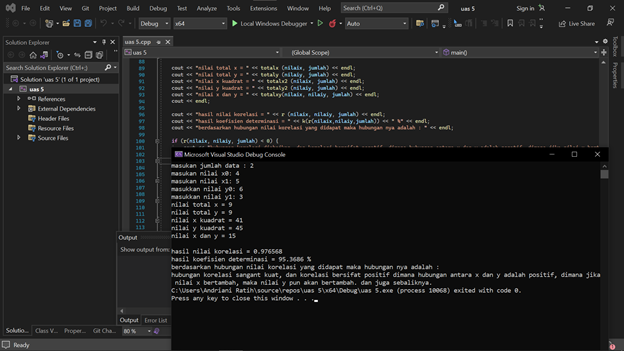 File Edit View Git Project Build Debug Test Analyze Tools Extensions Window Help Search (Ctrl+Q) uas 5 Sign in
Debug x64 Local Windows Debugger Auto Live Share
Solution Explorer
Search Solution Explorer (Ctrl+;)
Solution 'uas 5' (1 of 1 project)
uas 5
References
External Dependencies
Header Files
Resource Files
Source Files
Solutio... Class V... Proper... Git Cha...
uas 5.cpp
uas 5 (Global Scope) main()
88
89 cout << "nilai total x = " << totalx (nilaix, jumlah) << endl;
90 cout << "nilai total y = " << totaly (nilaiy, jumlah) << endl;
91 cout << "nilai x kuadrat = " << totalx2 (nilaix, jumlah) << endl;
92 cout << "nilai y kuadrat = " << totaly2 (nilaiy, jumlah) << endl;
93 cout << "nilai x dan y = " << totalxy(nilaix, nilaiy, jumlah) << endl;
94 cout << endl;
95
96 cout << "hasil nilai korelasi = " << r (nilaix, nilaiy, jumlah) << endl;
97 cout << "hasil koefisien determinasi = " << k(r(nilaix,nilaiy,jumlah)) << " %" << endl;
98 cout << "berdasarkan hubungan nilai korelasi yang didapat maka hubungan nya adalah : " << endl;
99
100 if (r(nilaix, nilaiy, jumlah) < 0) {
101
102
103
104
105
106
107
108
109
110
111
112
113
80 %
Output
Show output from:
Output Error List
Microsoft Visual Studio Debug Console
masukan jumlah data : 2
masukan nilai x0: 4
masukan nilai x1: 5
masukkan nilai y0: 6
masukkan nilai y1: 3
nilai total x = 9
nilai total y = 9
nilai x kuadrat = 41
nilai y kuadrat = 45
nilai x dan y = 15
hasil nilai korelasi = 0.976568
hasil koefisien determinasi = 95.3686 %
berdasarkan hubungan nilai korelasi yang didapat maka hubungan nya adalah :
hubungan korelasi sangant kuat, dan korelasi bersifat positif dimana hubungan antara x dan y adalah positif, dimana jika
nilai x bertambah, maka nilai y pun akan bertambah. dan juga sebaliknya.
C:\Users\Andriani Ratih\source\repos\uas 5\x64\Debug\uas 5.exe (process 10068) exited with code 0.
Press any key to close this window . . .
Toolbox
Properties
Ready